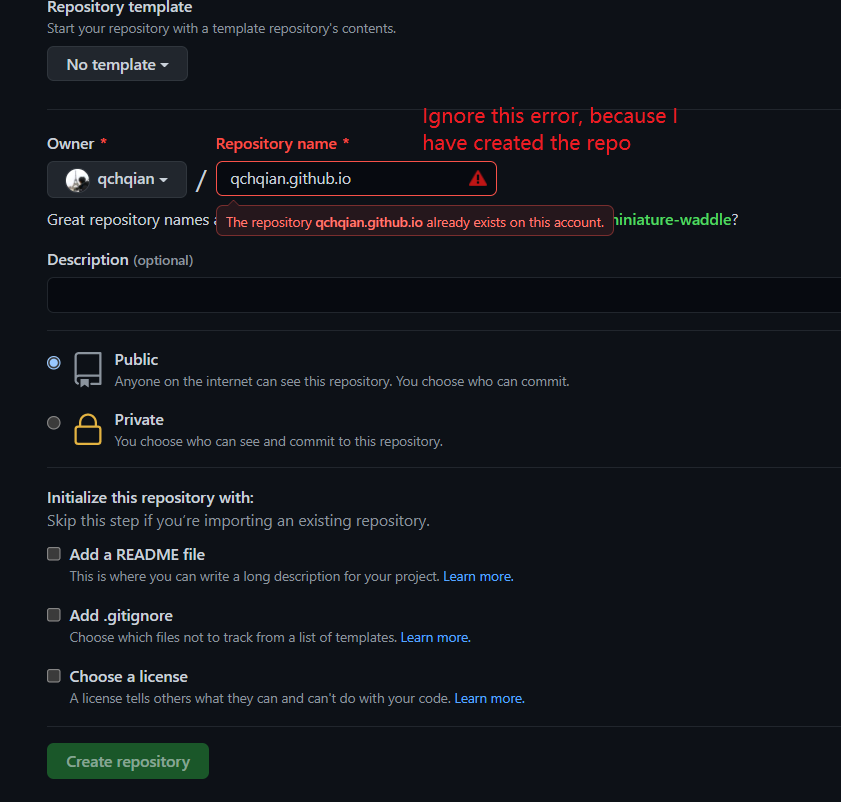 Repository template
Start your repository with a template repository's contents.
No template
Ignore this error, because I
have created the repo
Owner *
Repository name *
qchqian
/
qchqian.github.io
Great repository names
The repository qchqian.github.io already exists on this account.
iniature-waddle?
Description (optional)
Public
Anyone on the internet can see this repository. You choose who can commit.
Private
You choose who can see and commit to this repository.
Initialize this repository with:
Skip this step if you're importing an existing repository.
Add a README file
This is where you can write a long description for your project. Learn more.
Add .gitignore
Choose which files not to track from a list of templates. Learn more.
Choose a license
A license tells others what they can and can't do with your code. Learn more.
Create repository